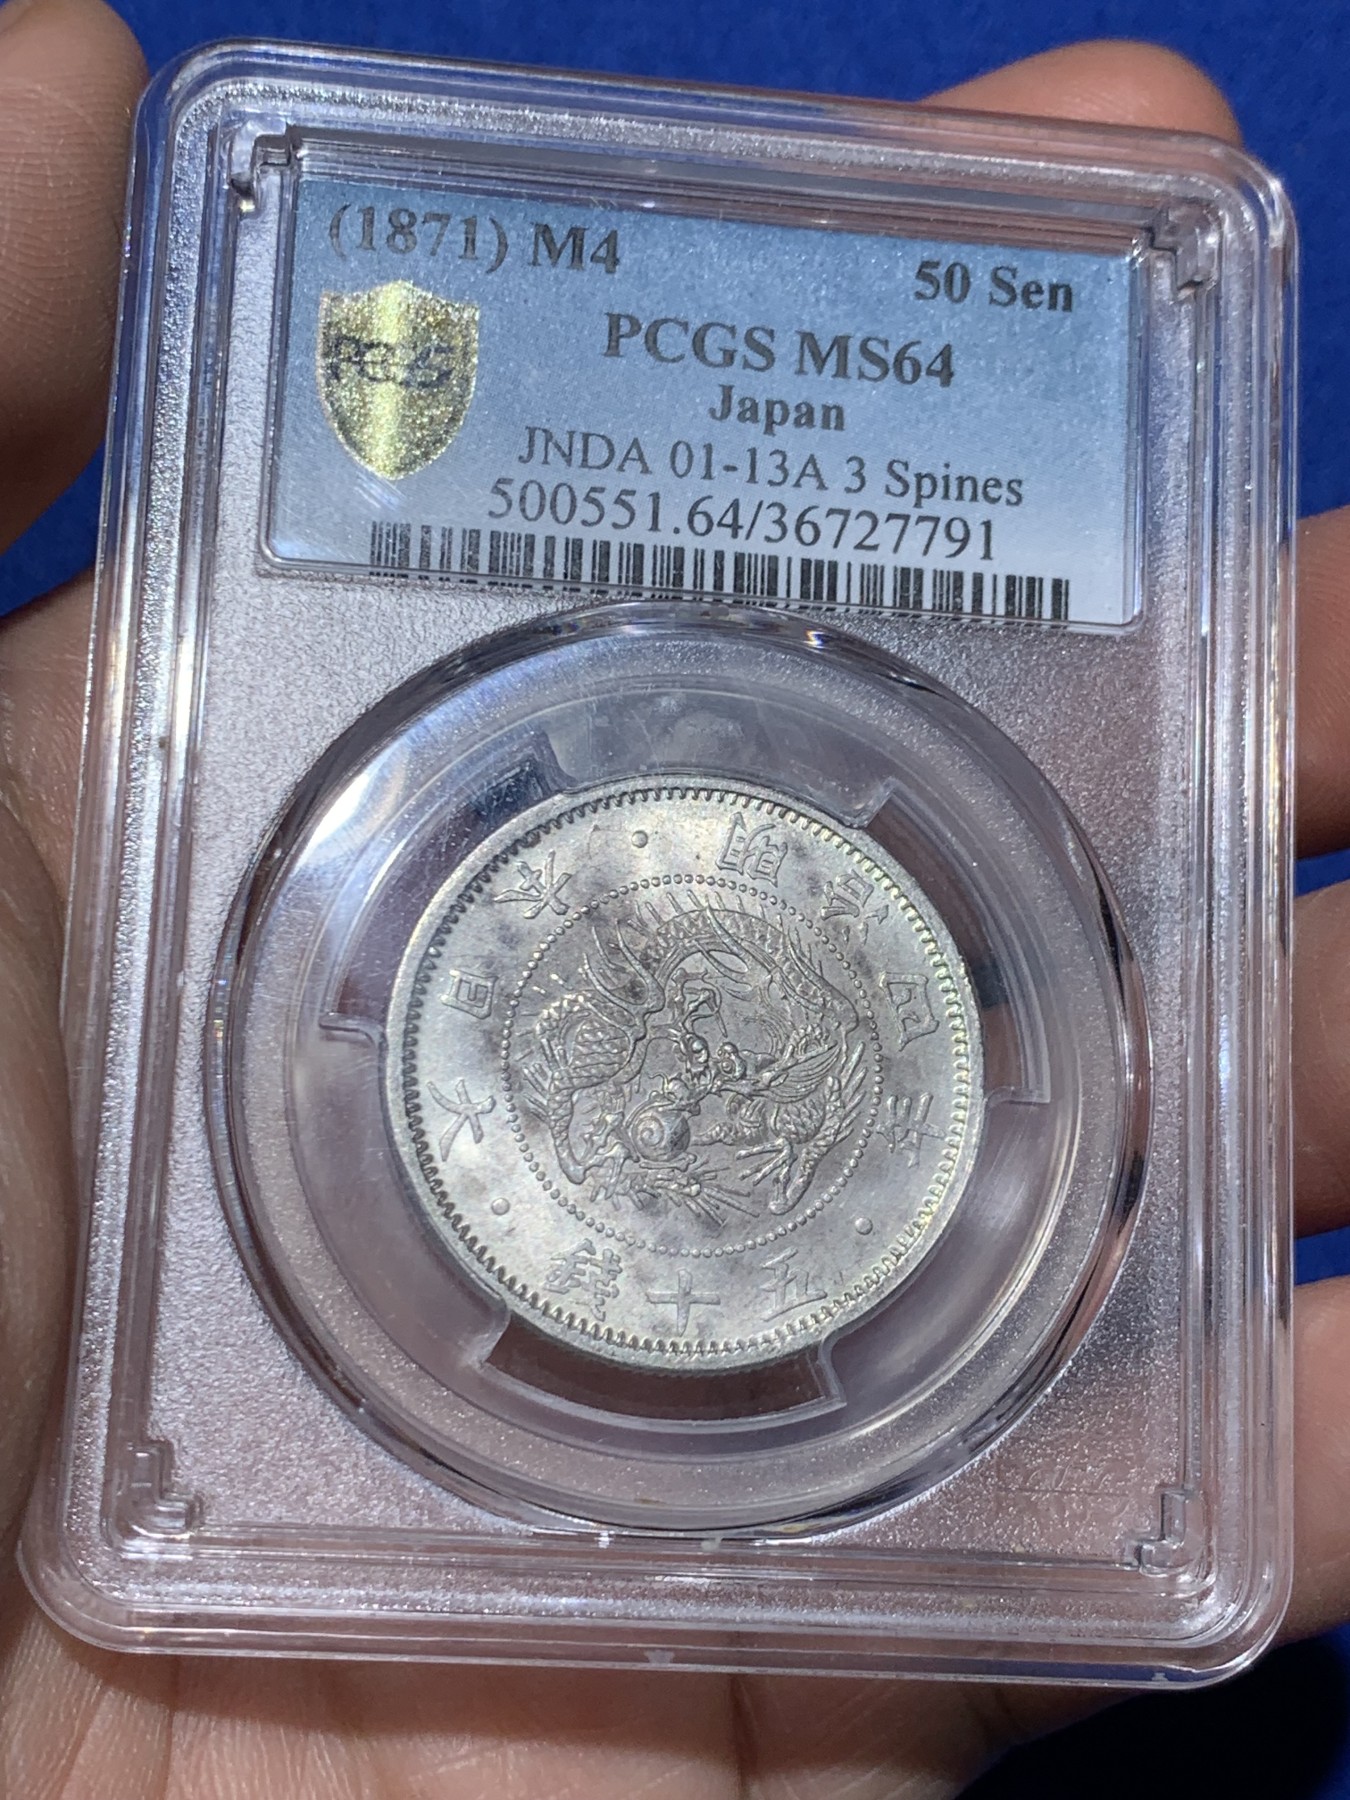 (1871) M4
50 Sen
PCGS
PCGS MS64
Japan
JNDA 01-13A 3 Spines
500551.64/36727791
大日本・明治四年・五十錢・